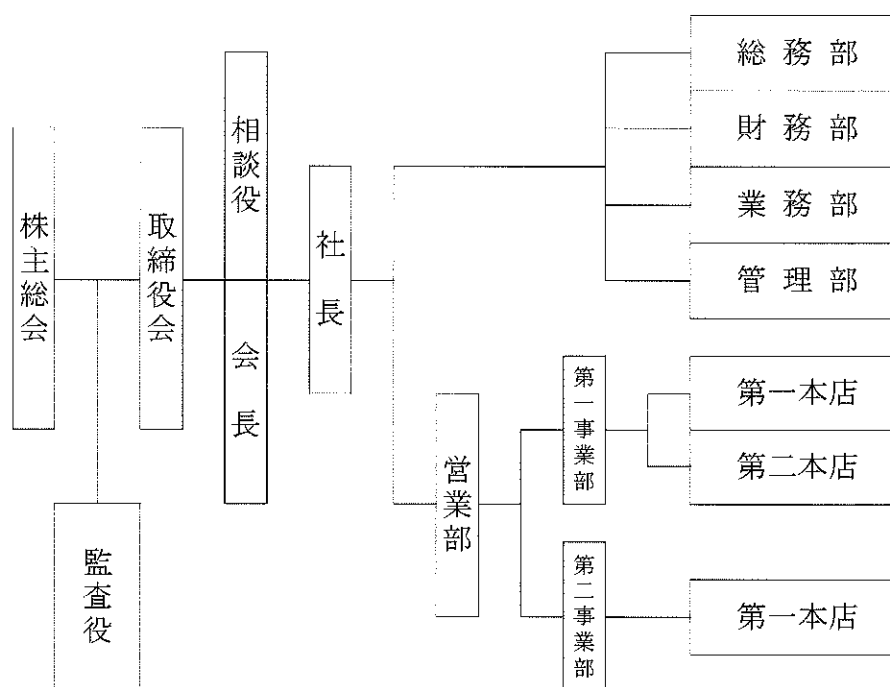 株主総会
監査役
取締役会
相談役
会長
社長
総務部
財務部
業務部
管理部
営業部
第一事業部
第一本店
第二本店
第二事業部
第一本店